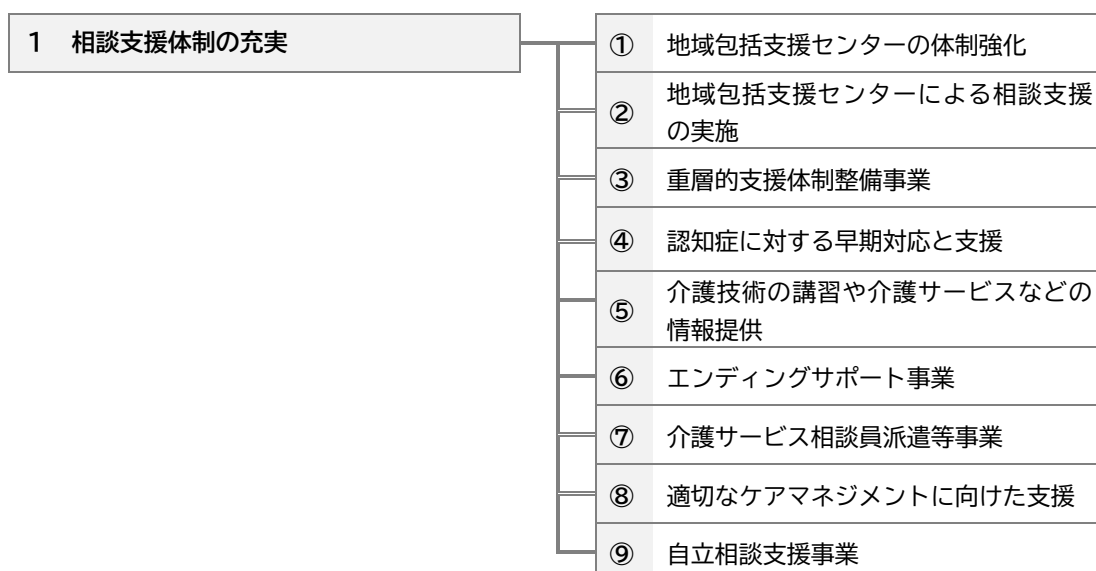 1 相談支援体制の充実
① 地域包括支援センターの体制強化
② 地域包括支援センターによる相談支援
の実施
③ 重層的支援体制整備事業
④ 認知症に対する早期対応と支援
⑤ 介護技術の講習や介護サービスなどの
情報提供
⑥ エンディングサポート事業
⑦ 介護サービス相談員派遣等事業
⑧ 適切なケアマネジメントに向けた支援
⑨ 自立相談支援事業